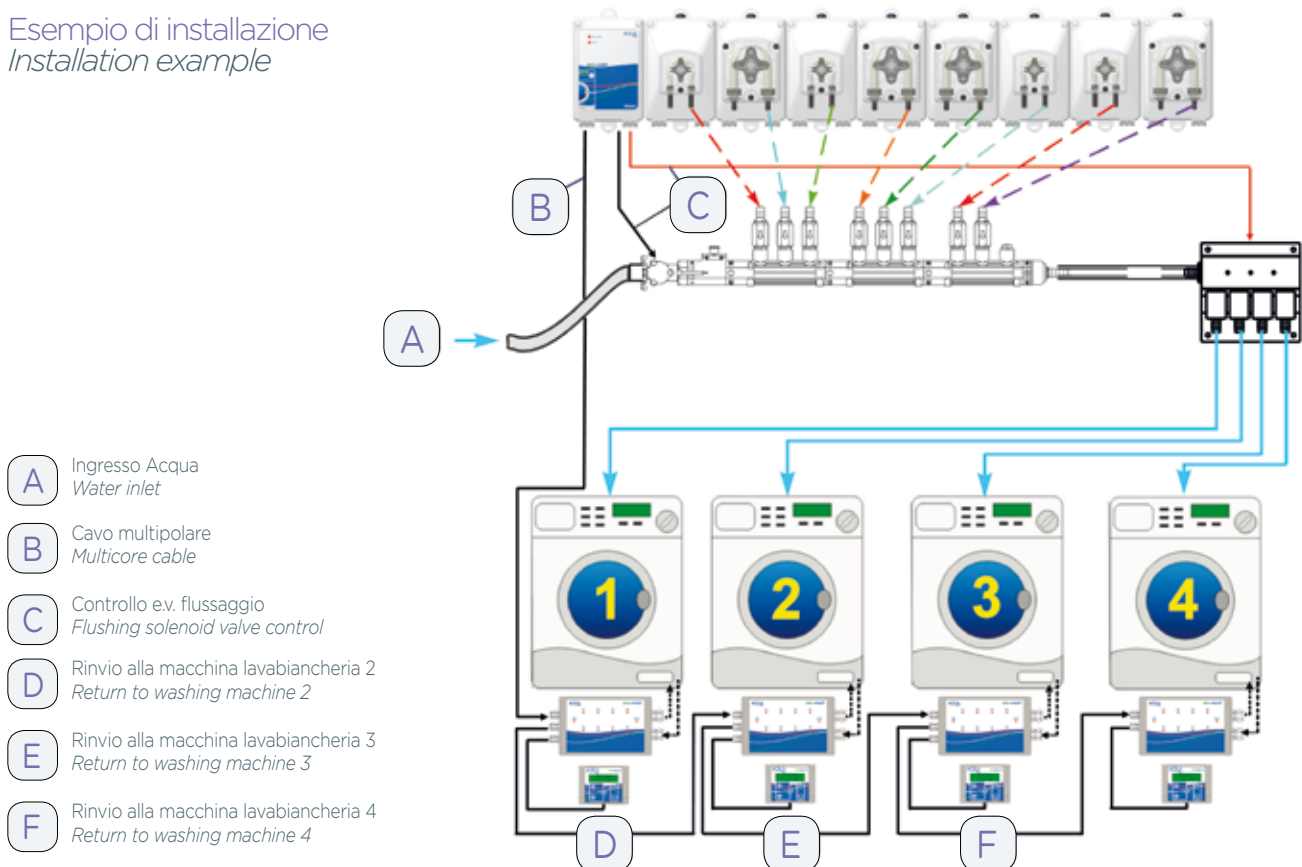 Esempio di installazione
Installation example
B
C
A
A
Ingresso Acqua
Water inlet
B
Cavo multipolare
Multicore cable
C
Controllo e.v. flussaggio
Flushing solenoid valve control
D
Rinvio alla macchina lavabiancheria 2
Return to washing machine 2
E
Rinvio alla macchina lavabiancheria 3
Return to washing machine 3
F
Rinvio alla macchina lavabiancheria 4
Return to washing machine 4
1
2
3
4
D
E
F